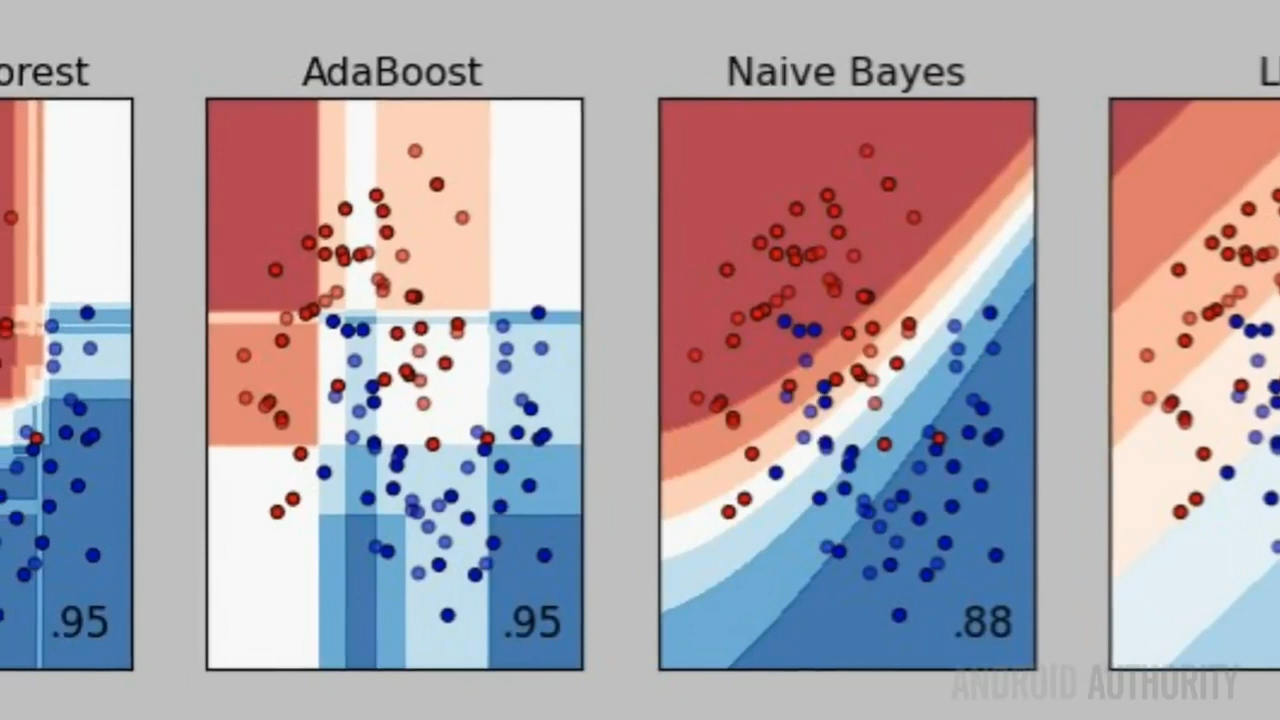 orest
AdaBoost
Naive Bayes
.95
.95
.88
ANDROID AUTHORITY